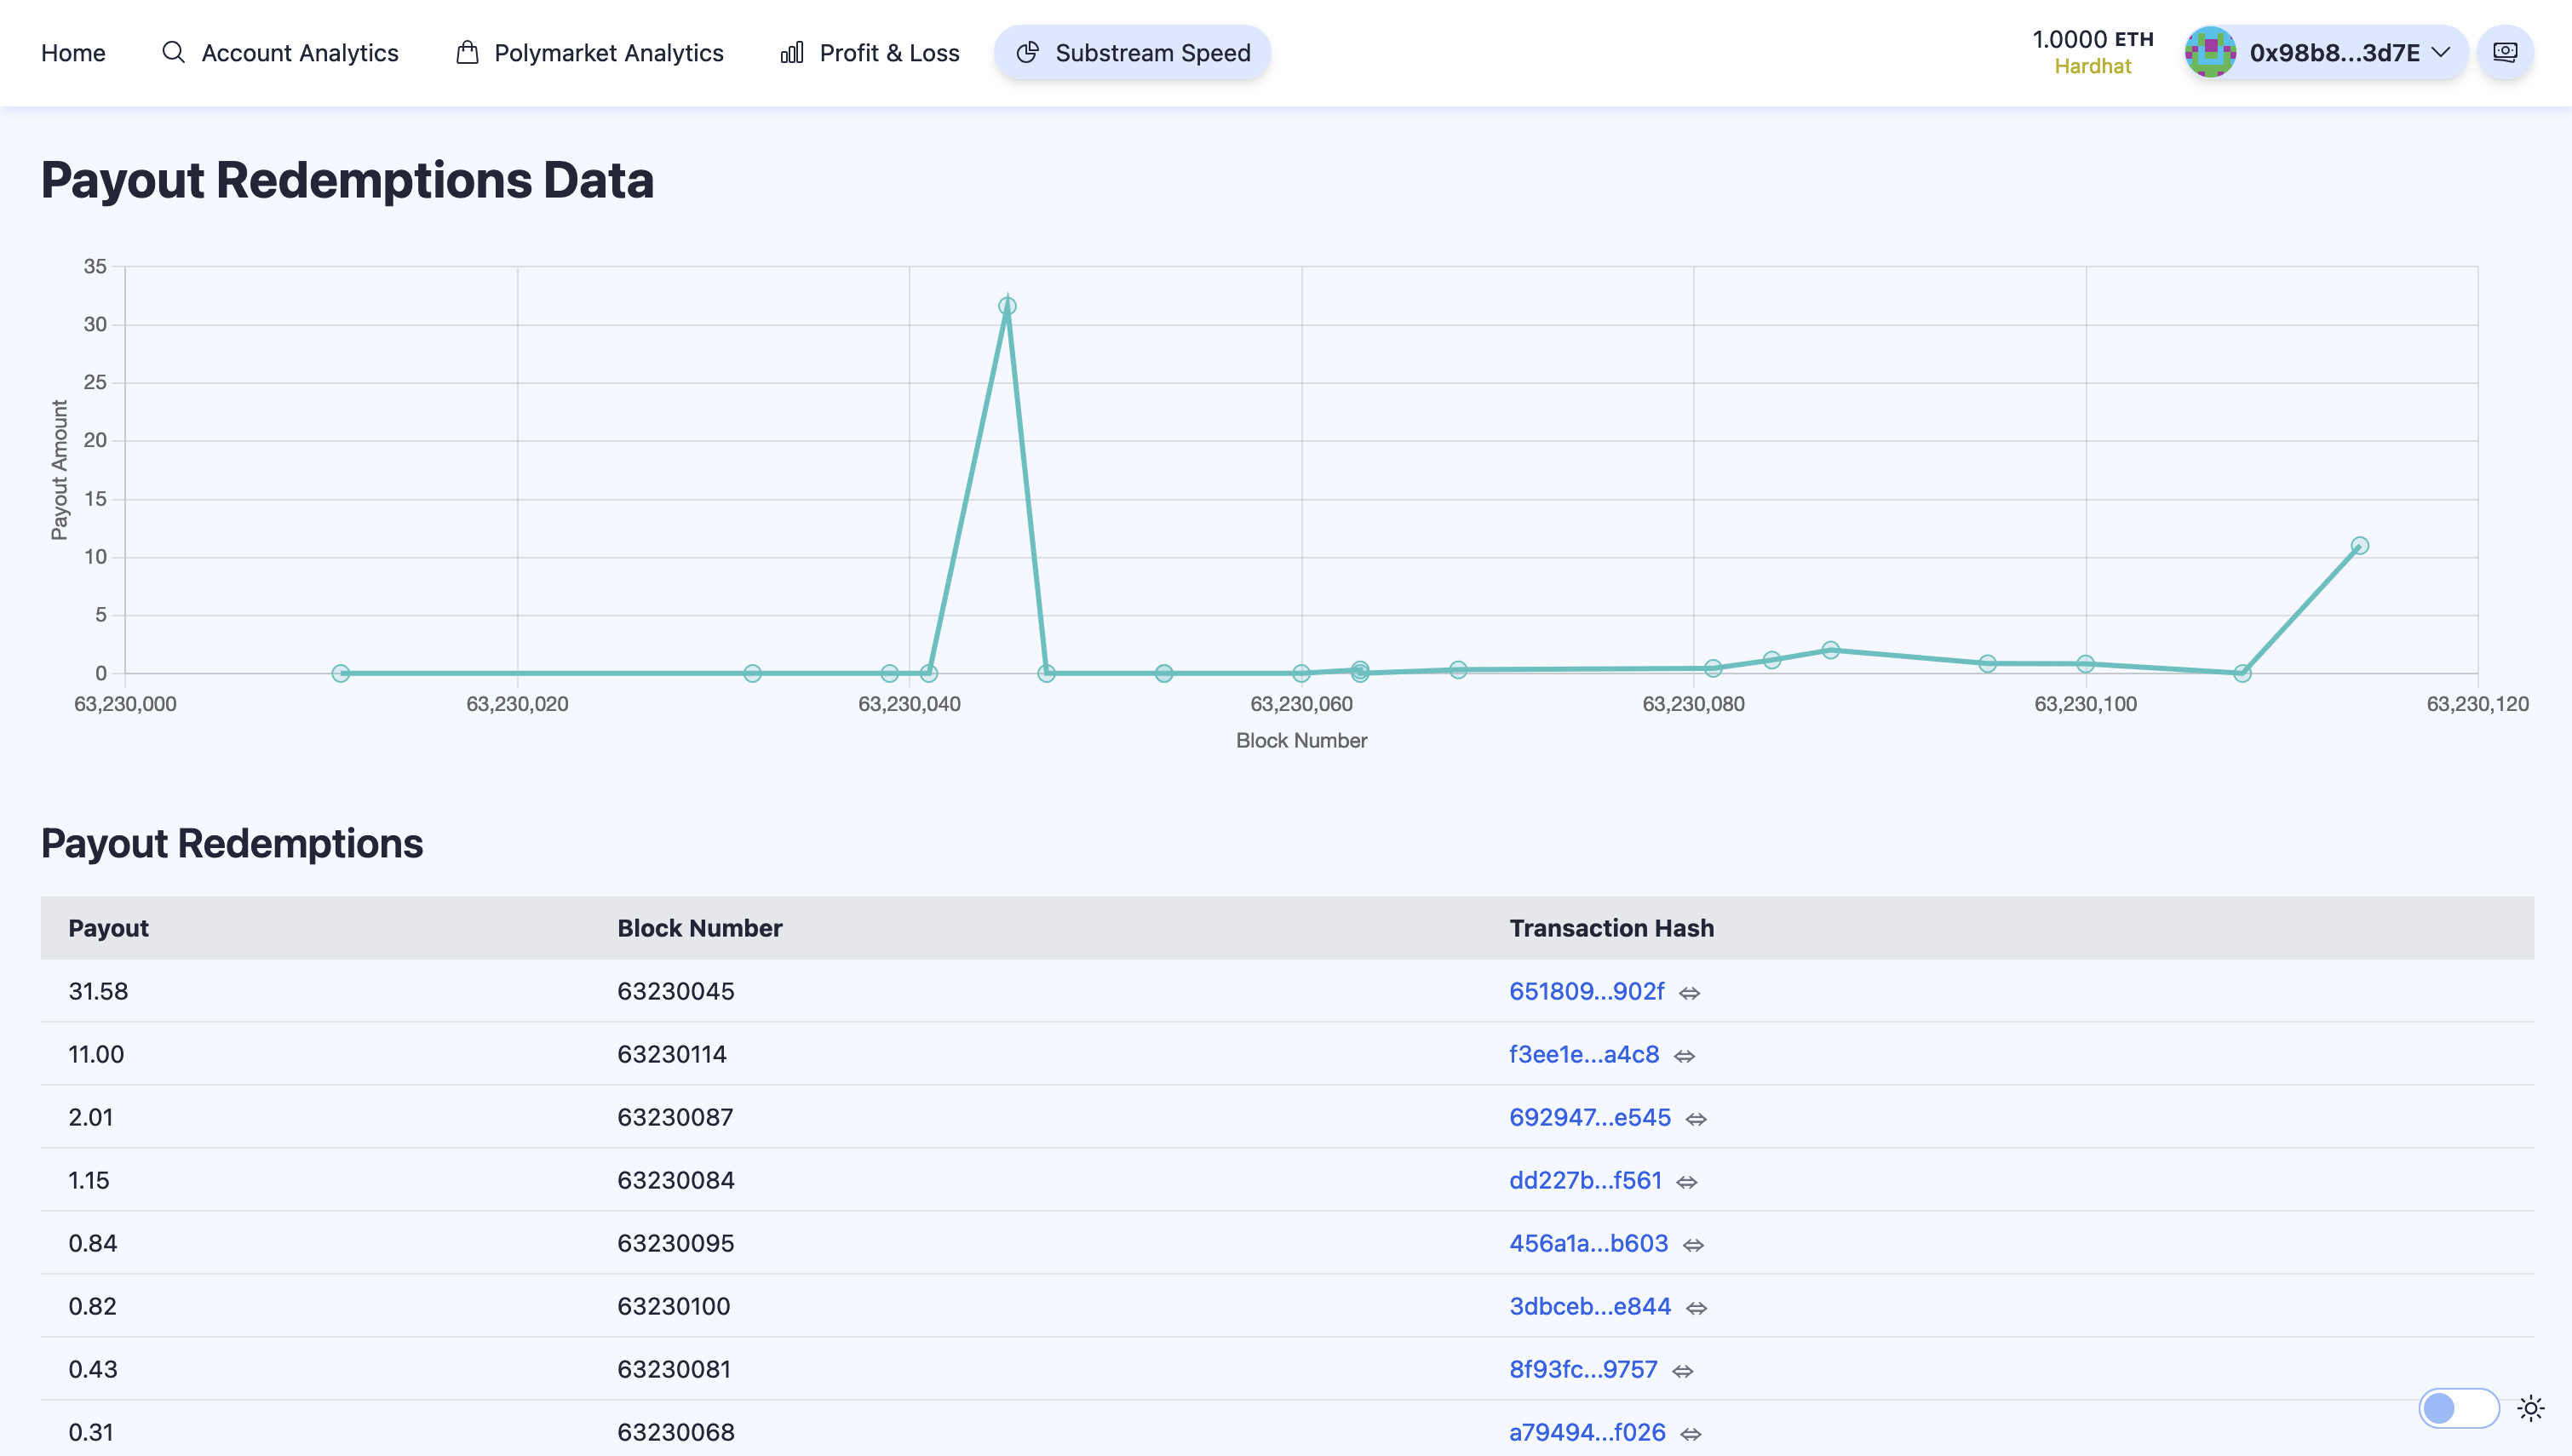 Home Account Analytics Polymarket Analytics Profit & Loss Substream Speed 1.0000 ETH Hardhat 0x98b8...3d7E
Payout Redemptions Data
35
30
25
20
15
10
5
0
Payout Amount
63,230,000 63,230,020 63,230,040 63,230,060 63,230,080 63,230,100 63,230,120
Block Number
Payout Redemptions
Payout Block Number Transaction Hash
31.58 63230045 651809...902f
11.00 63230114 f3ee1e...a4c8
2.01 63230087 692947...e545
1.15 63230084 dd227b...f561
0.84 63230095 456a1a...b603
0.82 63230100 3dbceb...e844
0.43 63230081 8f93fc...9757
0.31 63230068 a79494...f026